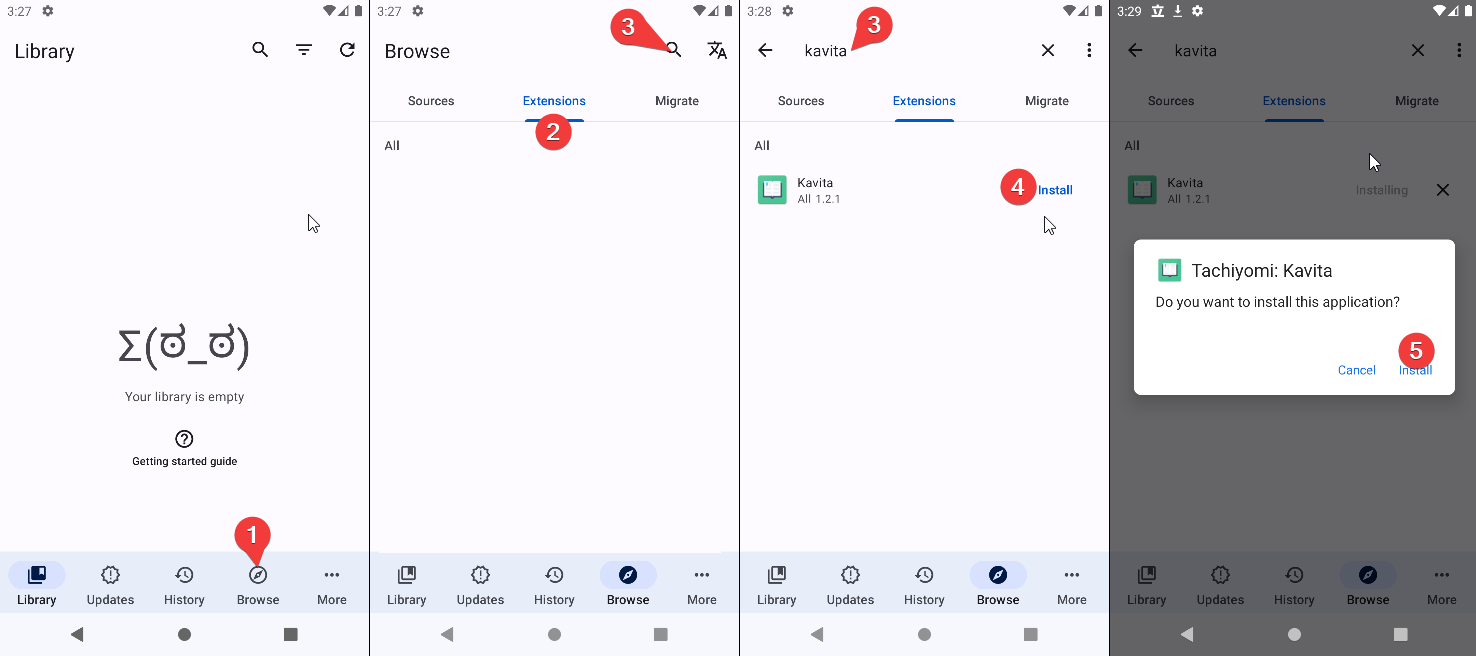 3:27
Library
Σ(ಠ_ಠ)
Your library is empty
Getting started guide
1
Library Updates History Browse More
3:27
3
Browse
Sources Extensions Migrate
2
All
Library Updates History Browse More
3:28
3
kavita
Sources Extensions Migrate
All
Kavita
All 1.2.1
4
Install
Library Updates History Browse More
3:29
kavita
Sources Extensions Migrate
All
Kavita
All 1.2.1
Installing
Tachiyomi: Kavita
Do you want to install this application?
5
Cancel Install
Library Updates History Browse More